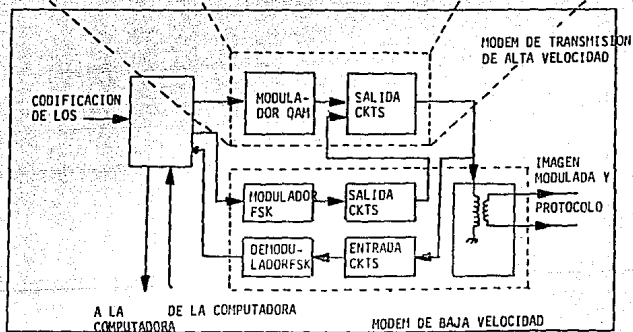 MODEM DE TRANSMISION
DE ALTA VELOCIDAD
CODIFICACION
DE LOS
MODULA-
DOR QAM
SALIDA
CKTS
IMAGEN
MODULADA Y
PROTOCOLO
MODULADOR
FSK
SALIDA
CKTS
DEMODU-
LADORFSK
ENTRADA
CKTS
A LA
COMPUTADORA
DE LA COMPUTADORA
MODEM DE BAJA VELOCIDAD